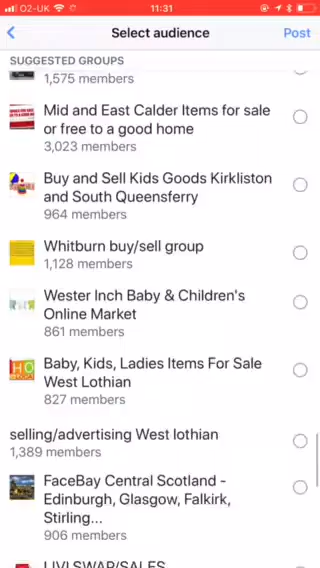 O2-UK
11:31
Select audience
Post
SUGGESTED GROUPS
1,575 members
Mid and East Calder Items for sale
or free to a good home
3,023 members
Buy and Sell Kids Goods Kirkliston
and South Queensferry
964 members
Whitburn buy/sell group
1,128 members
Wester Inch Baby & Children's
Online Market
861 members
Baby, Kids, Ladies Items For Sale
West Lothian
827 members
selling/advertising West lothian
1,389 members
FaceBay Central Scotland -
Edinburgh, Glasgow, Falkirk,
Stirling...
906 members
LIVI SWAP/SALES